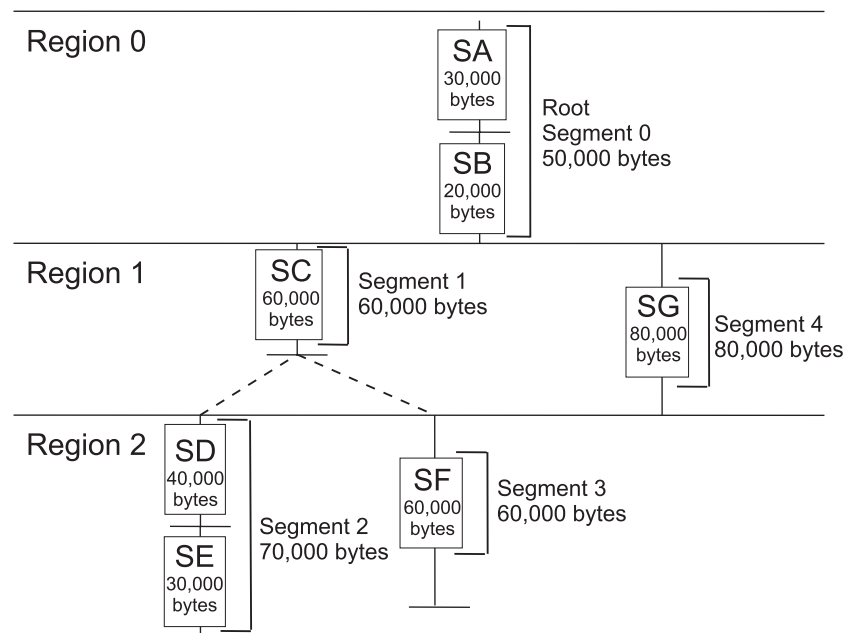 Region 0
SA
30,000
bytes
SB
20,000
bytes
Root
Segment 0
50,000 bytes
Region 1
SC
60,000
bytes
Segment 1
60,000 bytes
SG
80,000
bytes
Segment 4
80,000 bytes
Region 2
SD
40,000
bytes
SE
30,000
bytes
Segment 2
70,000 bytes
SF
60,000
bytes
Segment 3
60,000 bytes